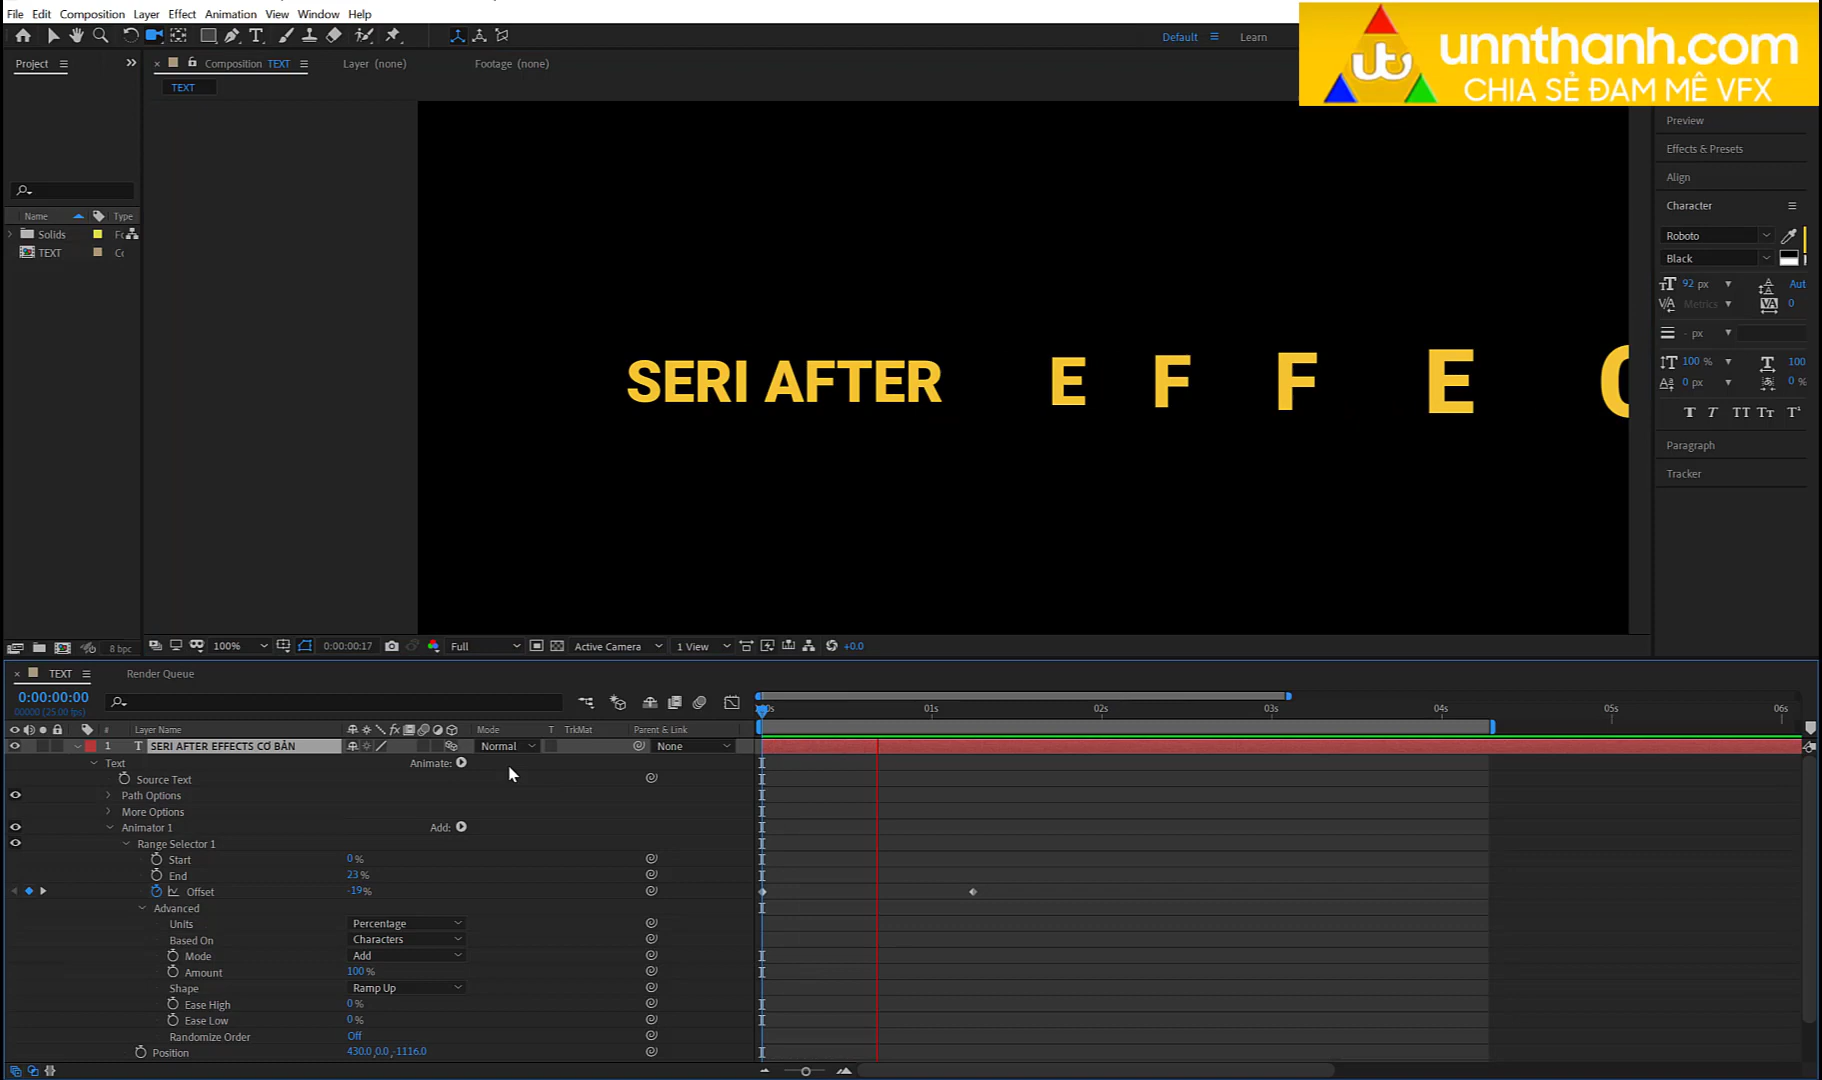 File Edit Composition Layer Effect Animation View Window Help
Default Learn
unnthanh.com
CHIA SẺ ĐAM MÊ VFX
Project
Composition TEXT
Layer (none)
Footage (none)
TEXT
Name Type
Solids
TEXT
SERI AFTER E F F E
Preview
Effects & Presets
Align
Character
Roboto
Black
92 px Aut
Metrics 0
- px
100 % 100
0 px 0 %
Paragraph
Tracker
8 bpc
100% 0:00:00:17 Full Active Camera 1 View +0.0
TEXT
Render Queue
0:00:00:00
00000 (25.00 fps)
01s 02s 03s 04s 05s 06s
# Layer Name Mode T TrkMat Parent & Link
1 T SERI AFTER EFFECTS CƠ BẢN Normal None
Text Animate:
Source Text
Path Options
More Options
Animator 1 Add:
Range Selector 1
Start 0 %
End 23 %
Offset -19 %
Advanced
Units Percentage
Based On Characters
Mode Add
Amount 100 %
Shape Ramp Up
Ease High 0 %
Ease Low 0 %
Randomize Order Off
Position 430.0,0.0,-1116.0